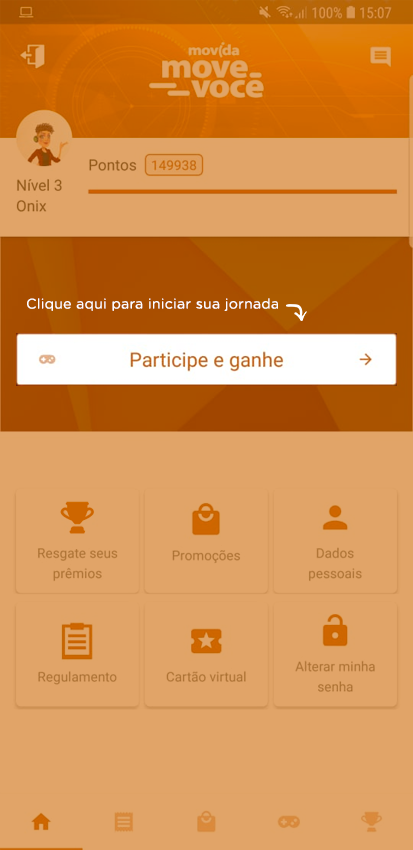 100% 15:07
movida
move
você
Pontos 149938
Nível 3
Onix
Clique aqui para iniciar sua jornada
Participe e ganhe
Resgate seus
prêmios
Promoções
Dados
pessoais
Regulamento
Cartão virtual
Alterar minha
senha